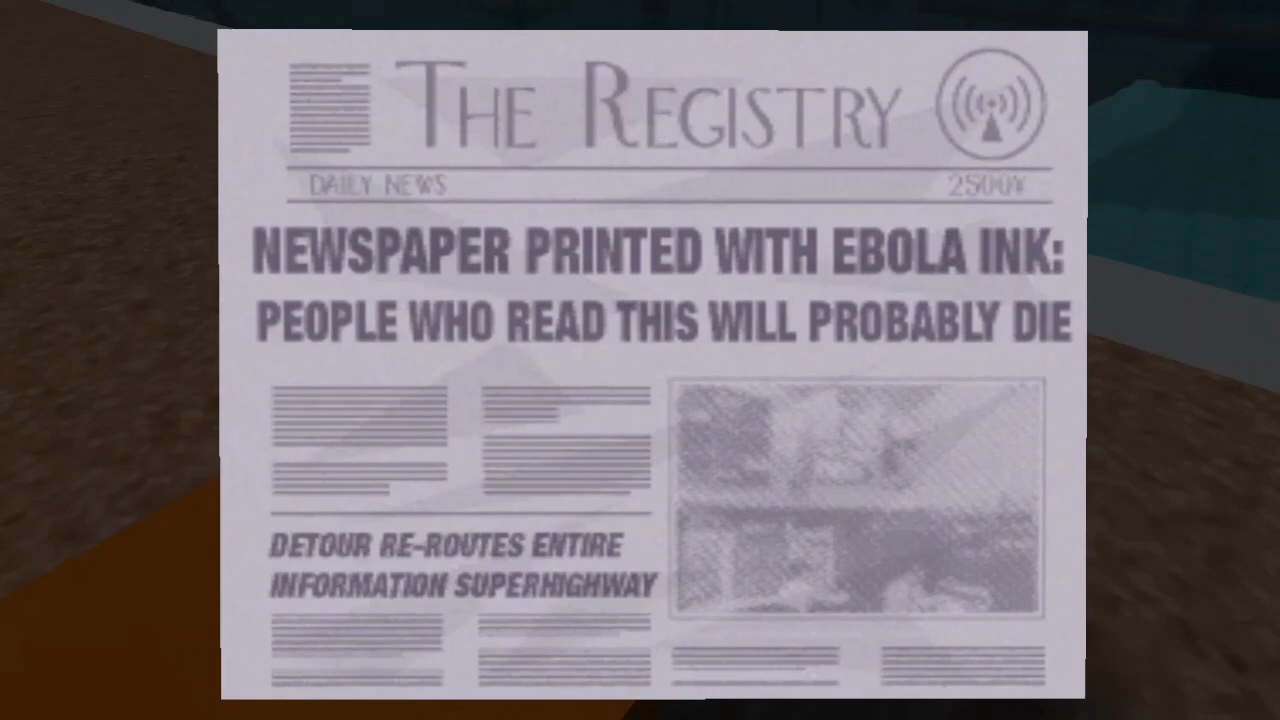 THE REGISTRY
DAILY NEWS 2500¥
NEWSPAPER PRINTED WITH EBOLA INK:
PEOPLE WHO READ THIS WILL PROBABLY DIE
DETOUR RE-ROUTES ENTIRE
INFORMATION SUPERHIGHWAY